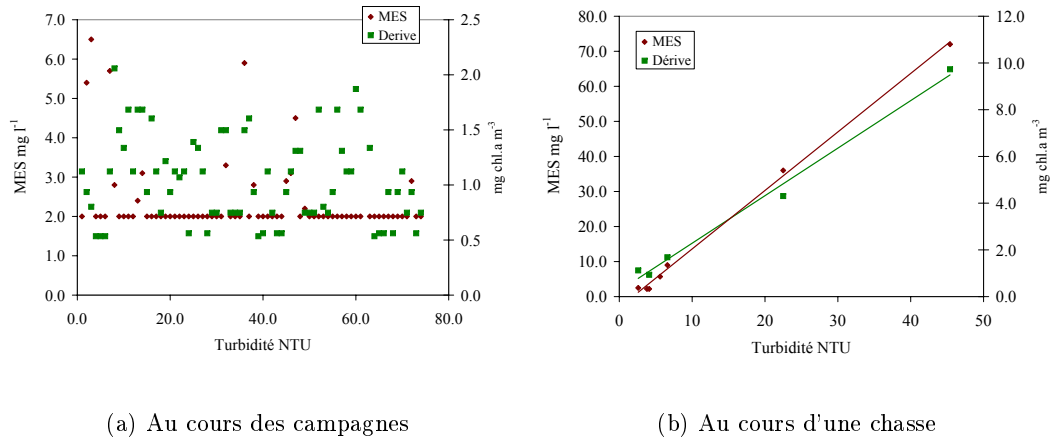 MES
Derive
7.0
6.0
5.0
4.0
3.0
2.0
1.0
0.0
MES mg l⁻¹
2.5
2.0
1.5
1.0
0.5
0.0
mg chl.a m⁻³
0.0 20.0 40.0 60.0 80.0
Turbidité NTU
(a) Au cours des campagnes
MES
Dérive
80.0
70.0
60.0
50.0
40.0
30.0
20.0
10.0
0.0
MES mg l⁻¹
12.0
10.0
8.0
6.0
4.0
2.0
0.0
mg chl.a m⁻³
0 10 20 30 40 50
Turbidité NTU
(b) Au cours d'une chasse